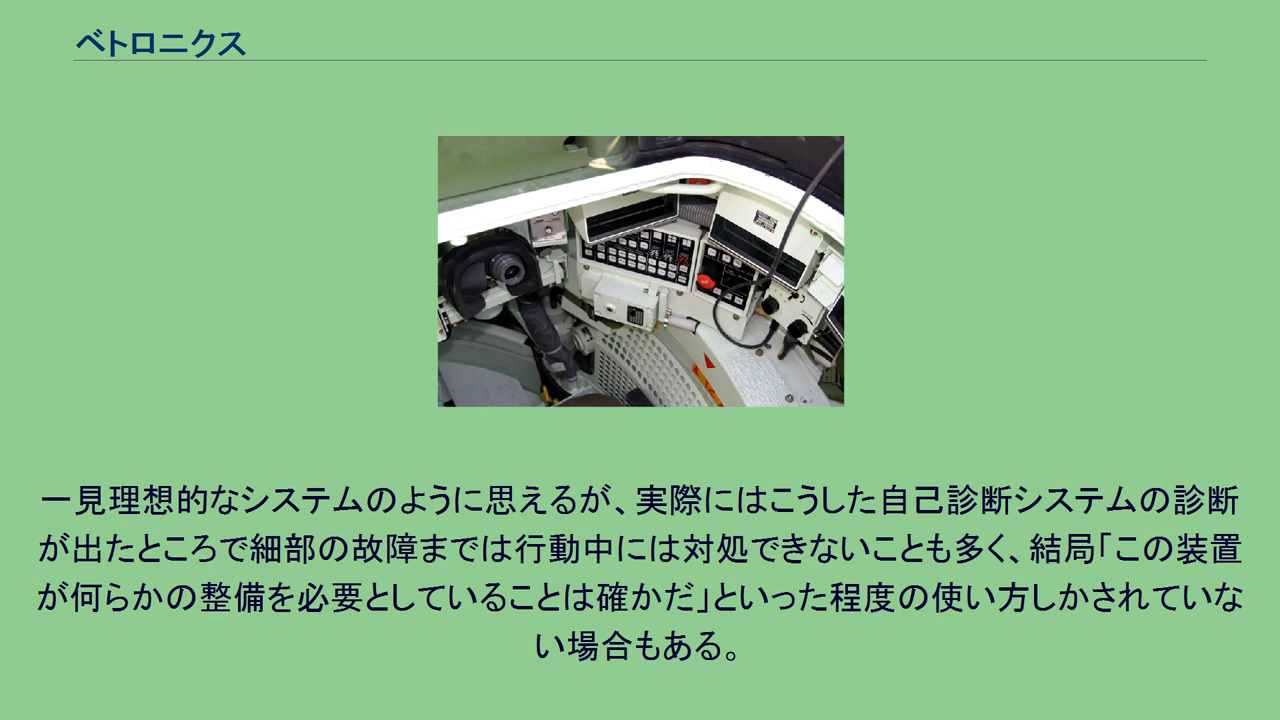 ベトロニクス
一見理想的なシステムのように思えるが、実際にはこうした自己診断システムの診断
が出たところで細部の故障までは行動中には対処できないことも多く、結局「この装置
が何らかの整備を必要としていることは確かだ」といった程度の使い方しかされていな
い場合もある。